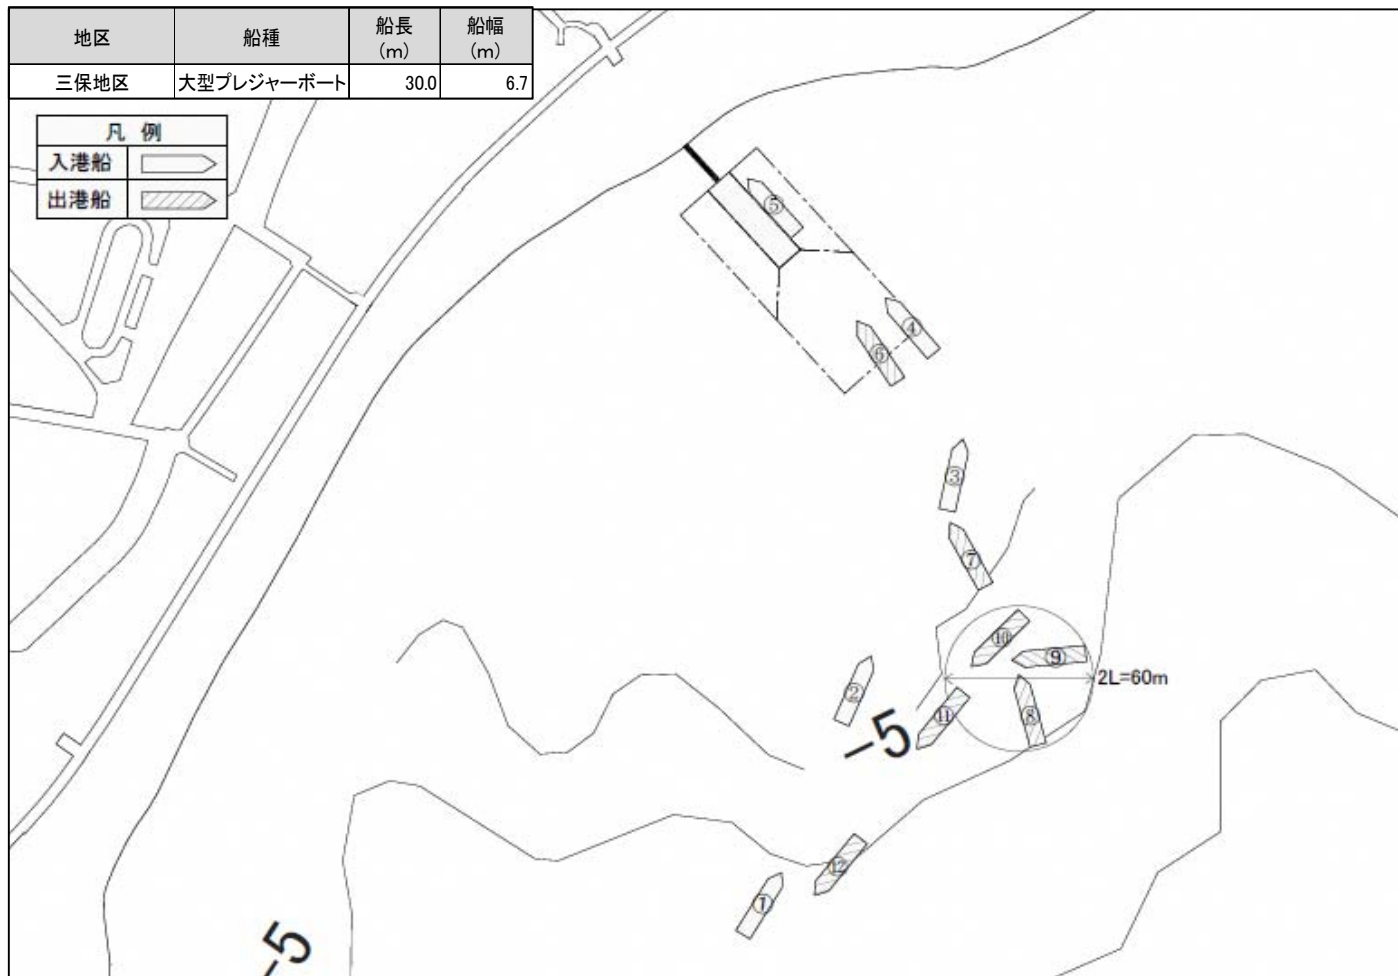 地区 船種 船長 (m) 船幅 (m)
三保地区 大型プレジャーボート 30.0 6.7
凡 例
入港船
出港船
⑤
④
⑥
③
⑦
⑩
⑨
2L=60m
②
⑪
⑧
-5
⑫
①
-5